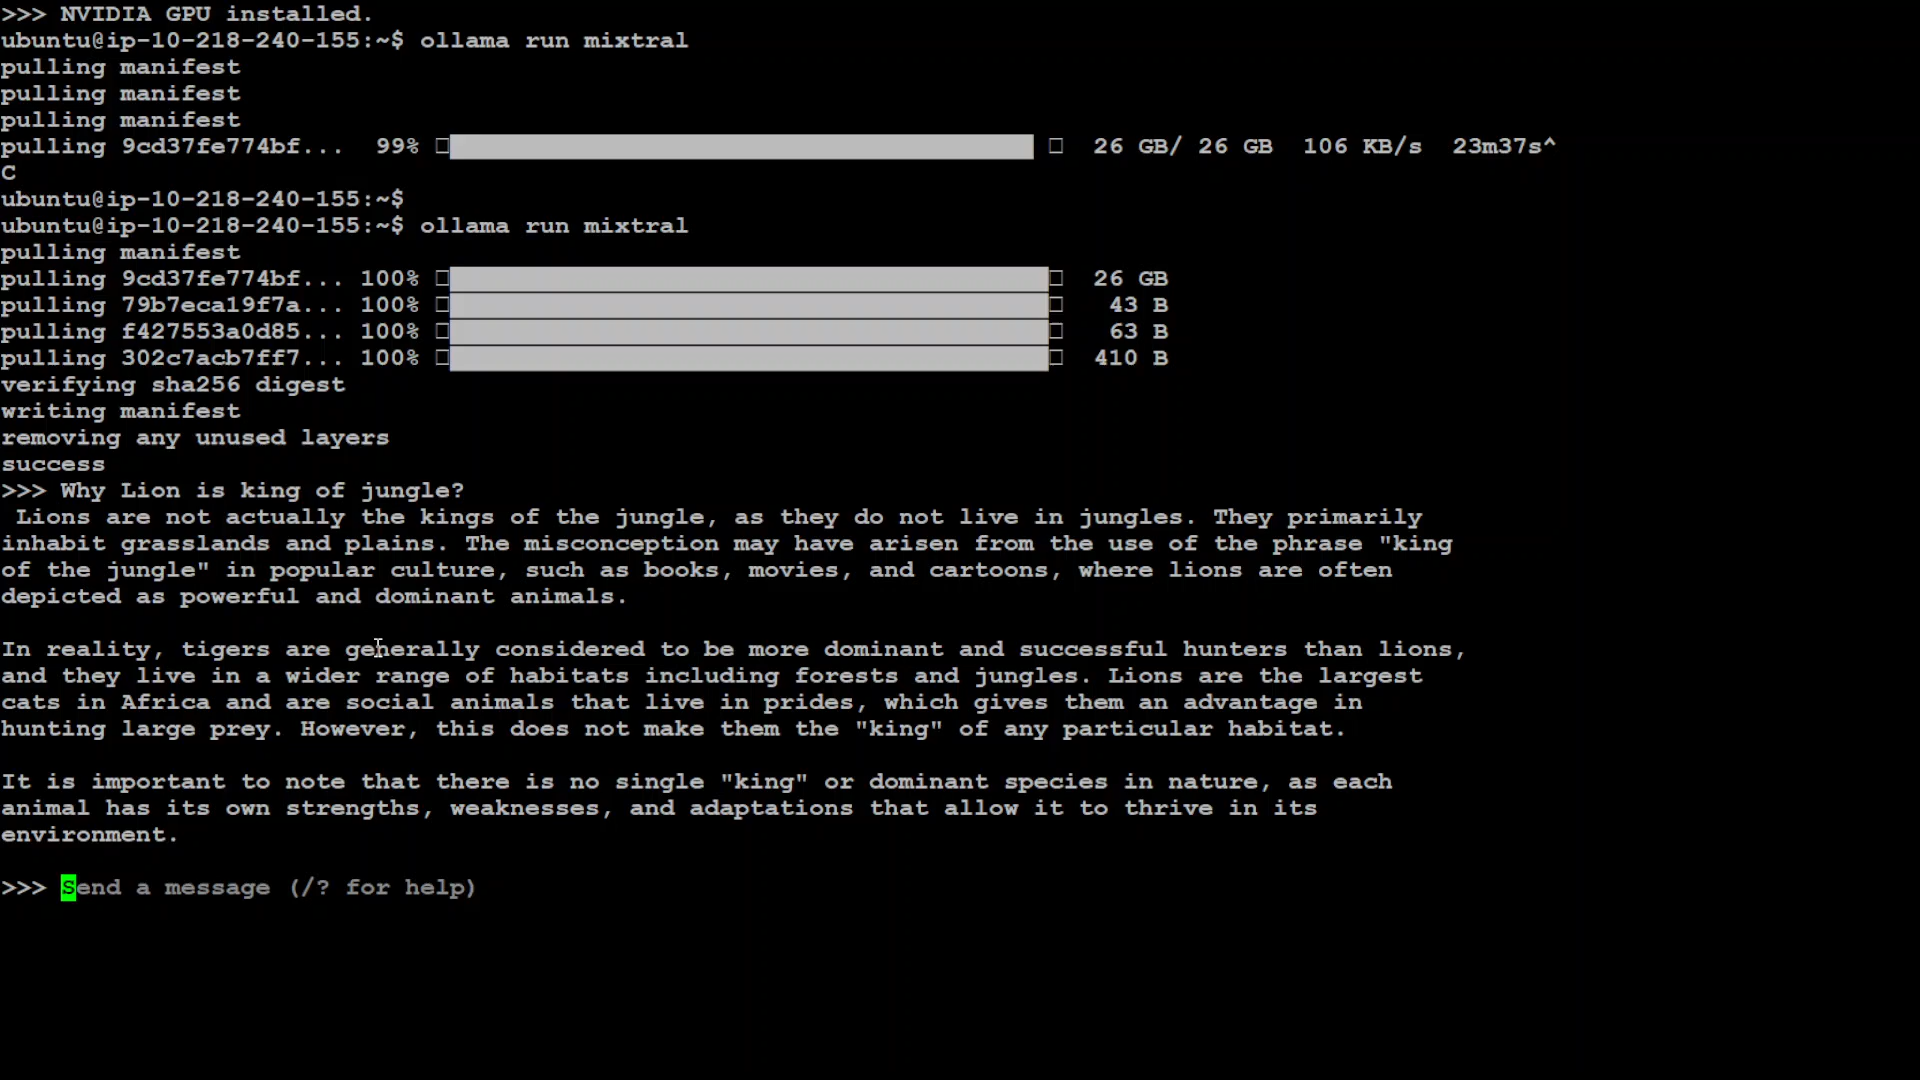 >>> NVIDIA GPU installed.
ubuntu@ip-10-218-240-155:~$ ollama run mixtral
pulling manifest
pulling manifest
pulling manifest
pulling 9cd37fe774bf...  99% 26 GB/ 26 GB  106 KB/s  23m37s^
C
ubuntu@ip-10-218-240-155:~$
ubuntu@ip-10-218-240-155:~$ ollama run mixtral
pulling manifest
pulling 9cd37fe774bf... 100% 26 GB
pulling 79b7eca19f7a... 100% 43 B
pulling f427553a0d85... 100% 63 B
pulling 302c7acb7ff7... 100% 410 B
verifying sha256 digest
writing manifest
removing any unused layers
success
>>> Why Lion is king of jungle?
Lions are not actually the kings of the jungle, as they do not live in jungles. They primarily
inhabit grasslands and plains. The misconception may have arisen from the use of the phrase "king
of the jungle" in popular culture, such as books, movies, and cartoons, where lions are often
depicted as powerful and dominant animals.
In reality, tigers are generally considered to be more dominant and successful hunters than lions,
and they live in a wider range of habitats including forests and jungles. Lions are the largest
cats in Africa and are social animals that live in prides, which gives them an advantage in
hunting large prey. However, this does not make them the "king" of any particular habitat.
It is important to note that there is no single "king" or dominant species in nature, as each
animal has its own strengths, weaknesses, and adaptations that allow it to thrive in its
environment.
>>> Send a message (/? for help)